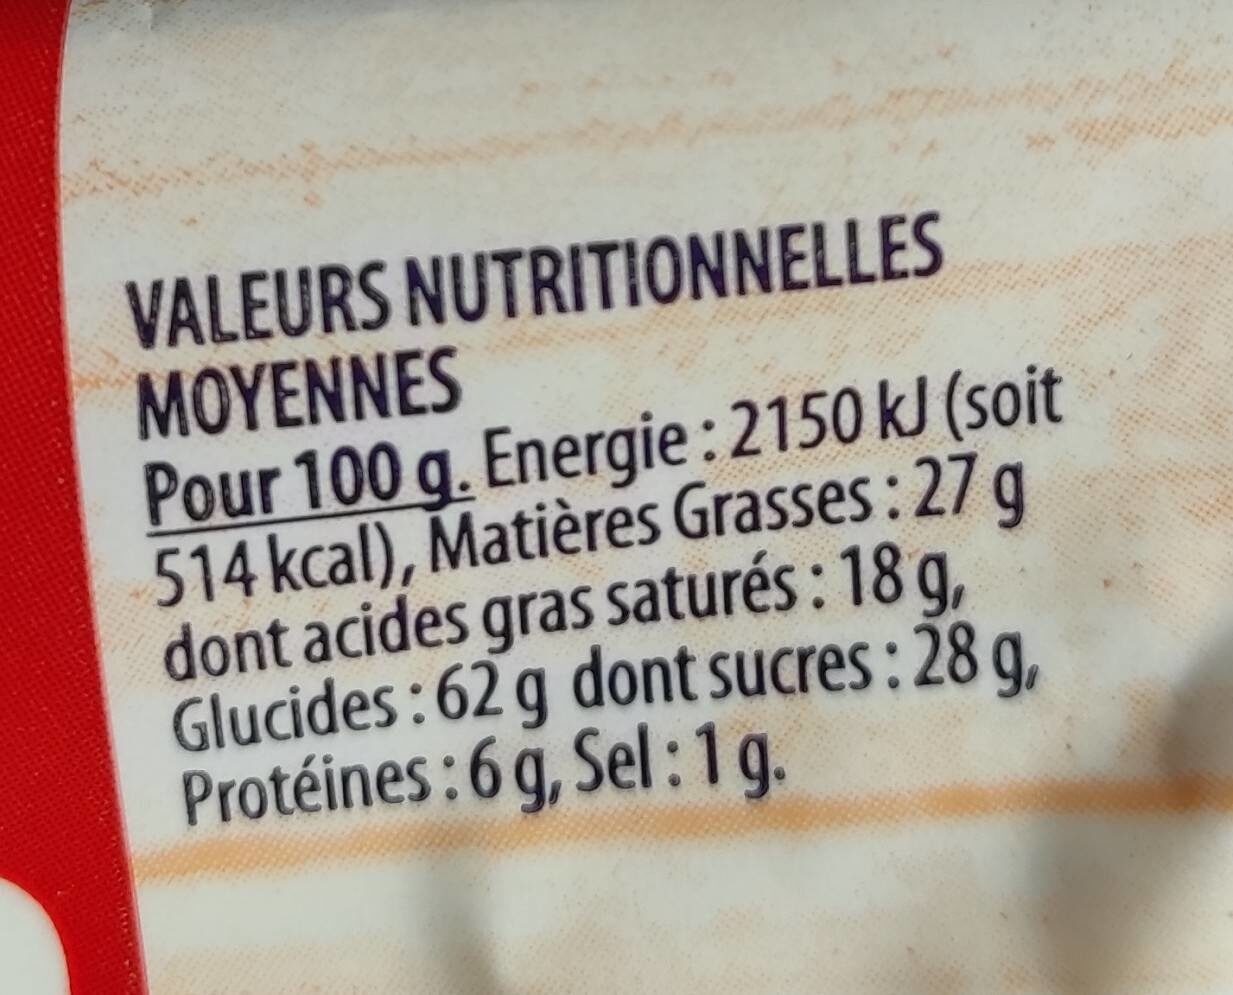 VALEURS NUTRITIONNELLES
MOYENNES
Pour 100 g. Energie : 2150 kJ (soit
514 kcal), Matières Grasses : 27 g
dont acides gras saturés : 18 g,
Glucides : 62 g dont sucres : 28 g,
Protéines : 6 g, Sel : 1 g.